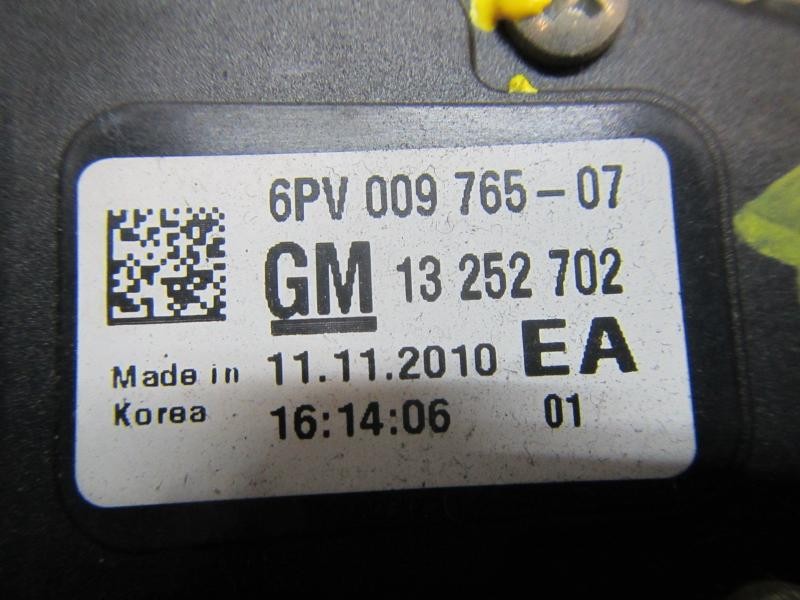 6PV 009 765-07
GM 13 252 702
Made in 11.11.2010 EA
Korea 16:14:06 01